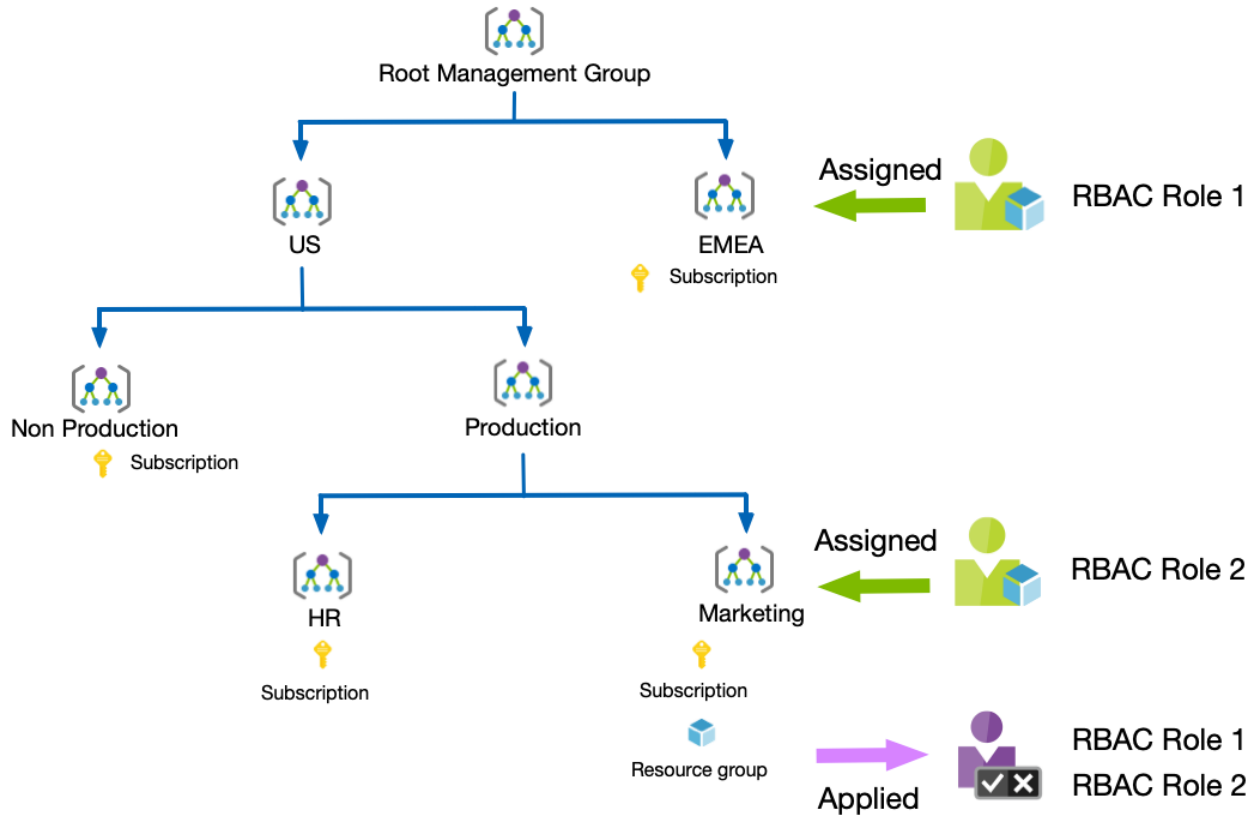 Root Management Group
Assigned
RBAC Role 1
US
EMEA
Subscription
Non Production
Subscription
Production
Assigned
RBAC Role 2
HR
Marketing
Subscription
Subscription
Resource group
Applied
RBAC Role 1
RBAC Role 2